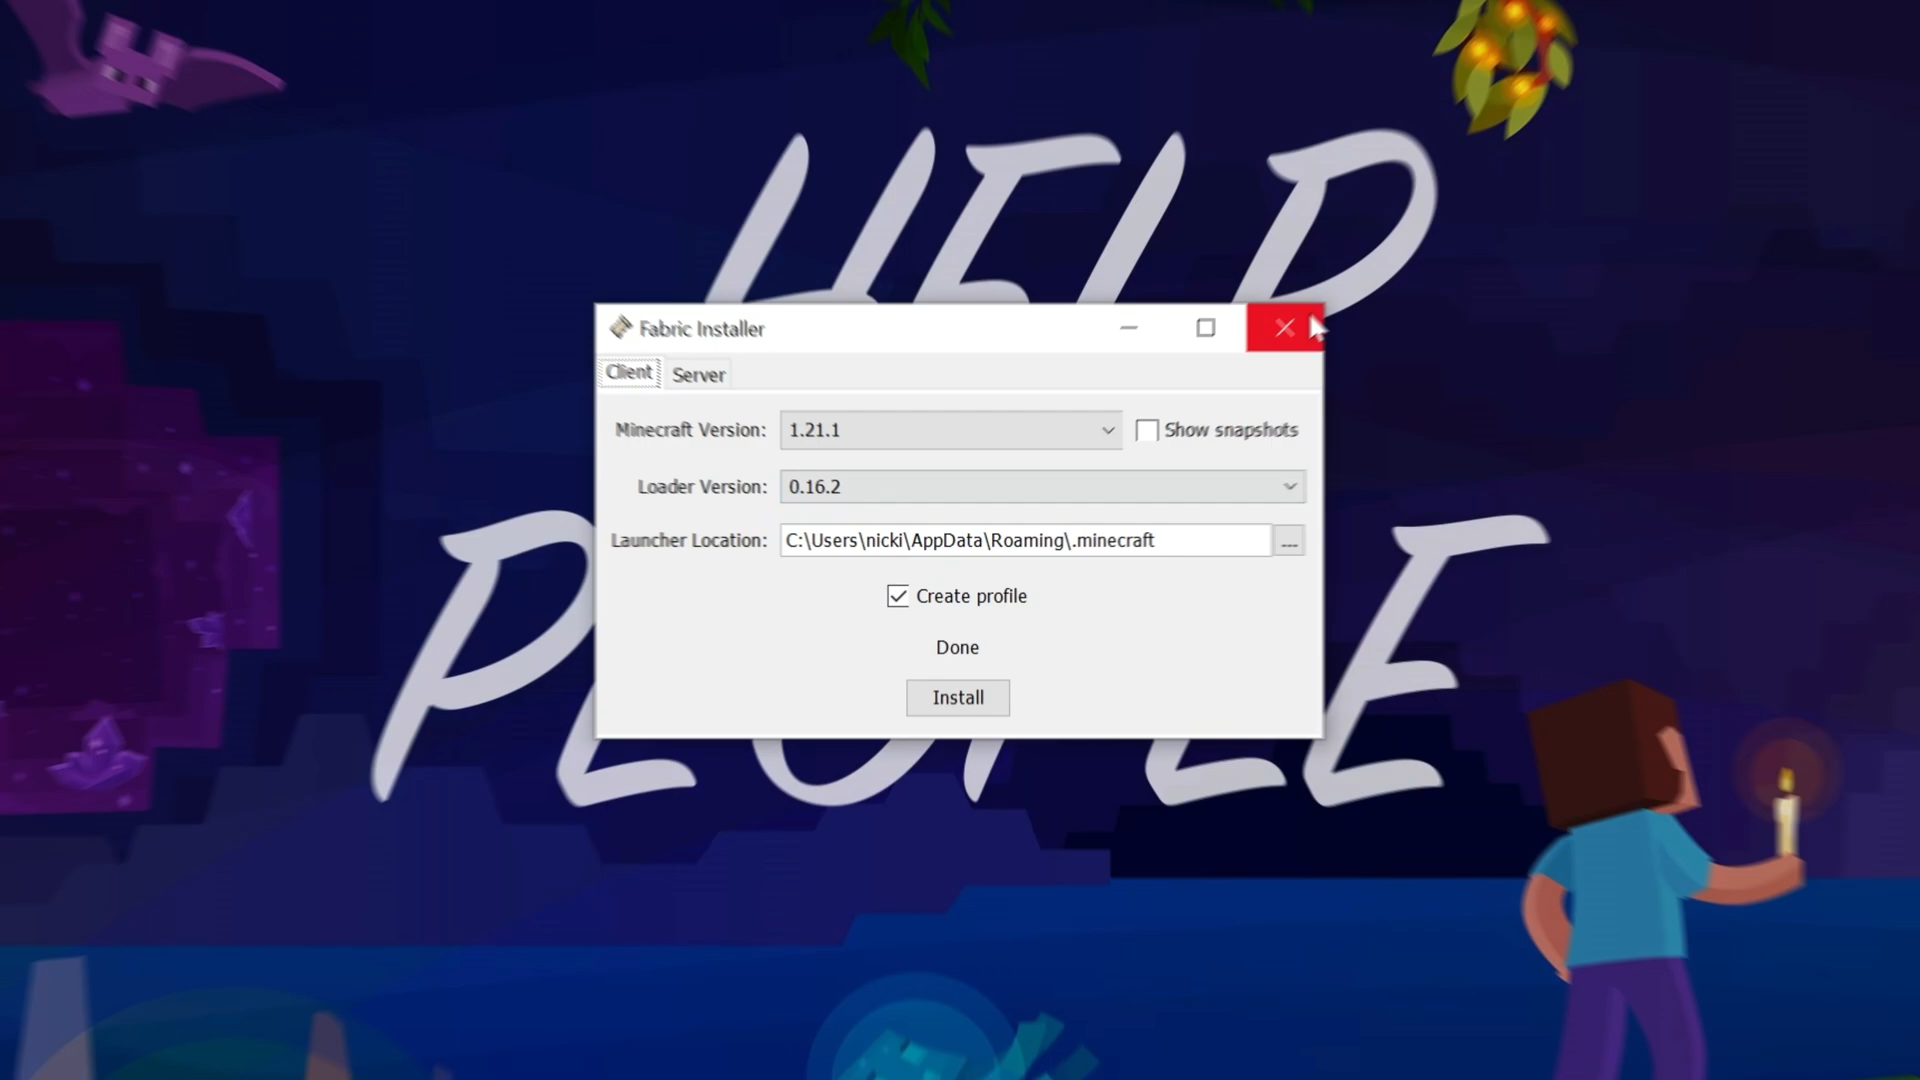 HELP
Fabric Installer
Client Server
Minecraft Version: 1.21.1 Show snapshots
Loader Version: 0.16.2
Launcher Location: C:\Users\nicki\AppData\Roaming\.minecraft ...
Create profile
Done
Install
PEOPLE